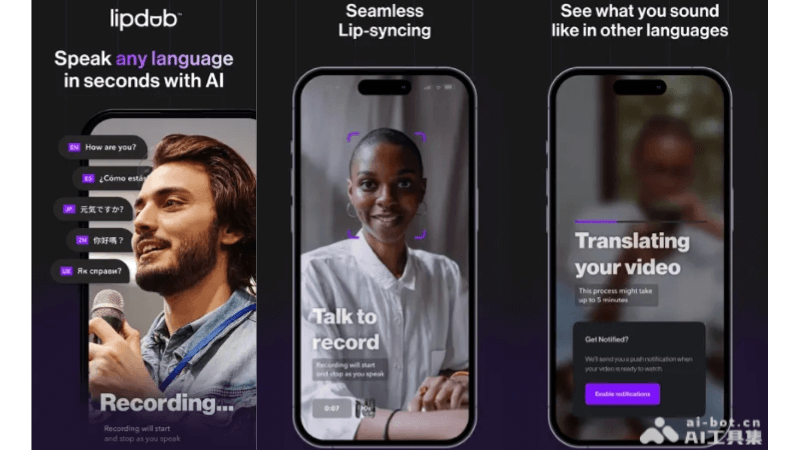 lipdub™
Speak any language
in seconds with AI
EN How are you?
ES ¿Cómo estás
JP 元気ですか?
ZN 你好嗎？
UK Як справи?
Recording...
Recording will start
and stop as you speak
Seamless
Lip-syncing
Talk to
record
Recording will start
and stop as you speak
0:07
See what you sound
like in other languages
Translating
your video
This process might take
up to 5 minutes
Get Notified?
We'll send you a push notification when
your video is ready to watch.
Enable notifications
ai-bot.cn
AI工具集